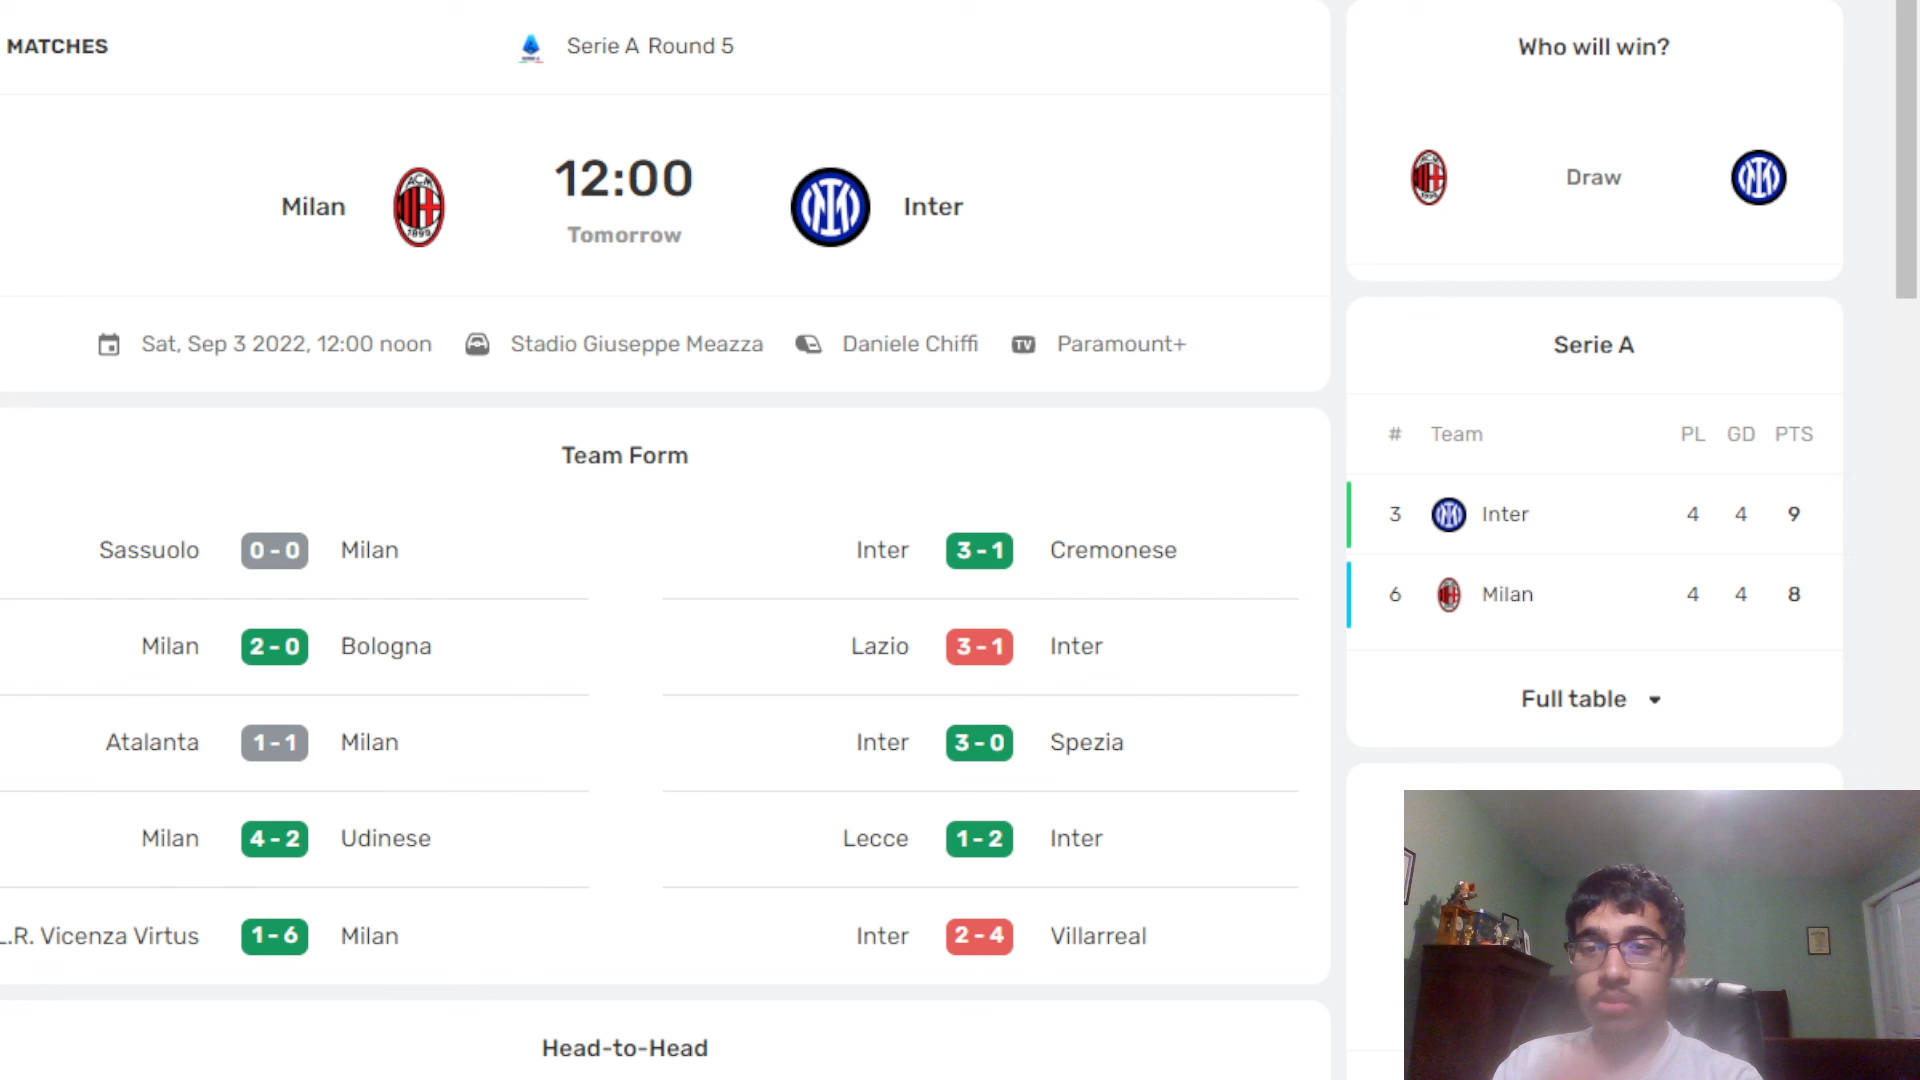 MATCHES
Serie A Round 5
Milan
12:00
Tomorrow
Inter
Sat, Sep 3 2022, 12:00 noon
Stadio Giuseppe Meazza
Daniele Chiffi
TV
Paramount+
Team Form
Sassuolo 0 - 0 Milan
Milan 2 - 0 Bologna
Atalanta 1 - 1 Milan
Milan 4 - 2 Udinese
L.R. Vicenza Virtus 1 - 6 Milan
Inter 3 - 1 Cremonese
Lazio 3 - 1 Inter
Inter 3 - 0 Spezia
Lecce 1 - 2 Inter
Inter 2 - 4 Villarreal
Head-to-Head
Who will win?
Draw
Serie A
# Team PL GD PTS
3 Inter 4 4 9
6 Milan 4 4 8
Full table